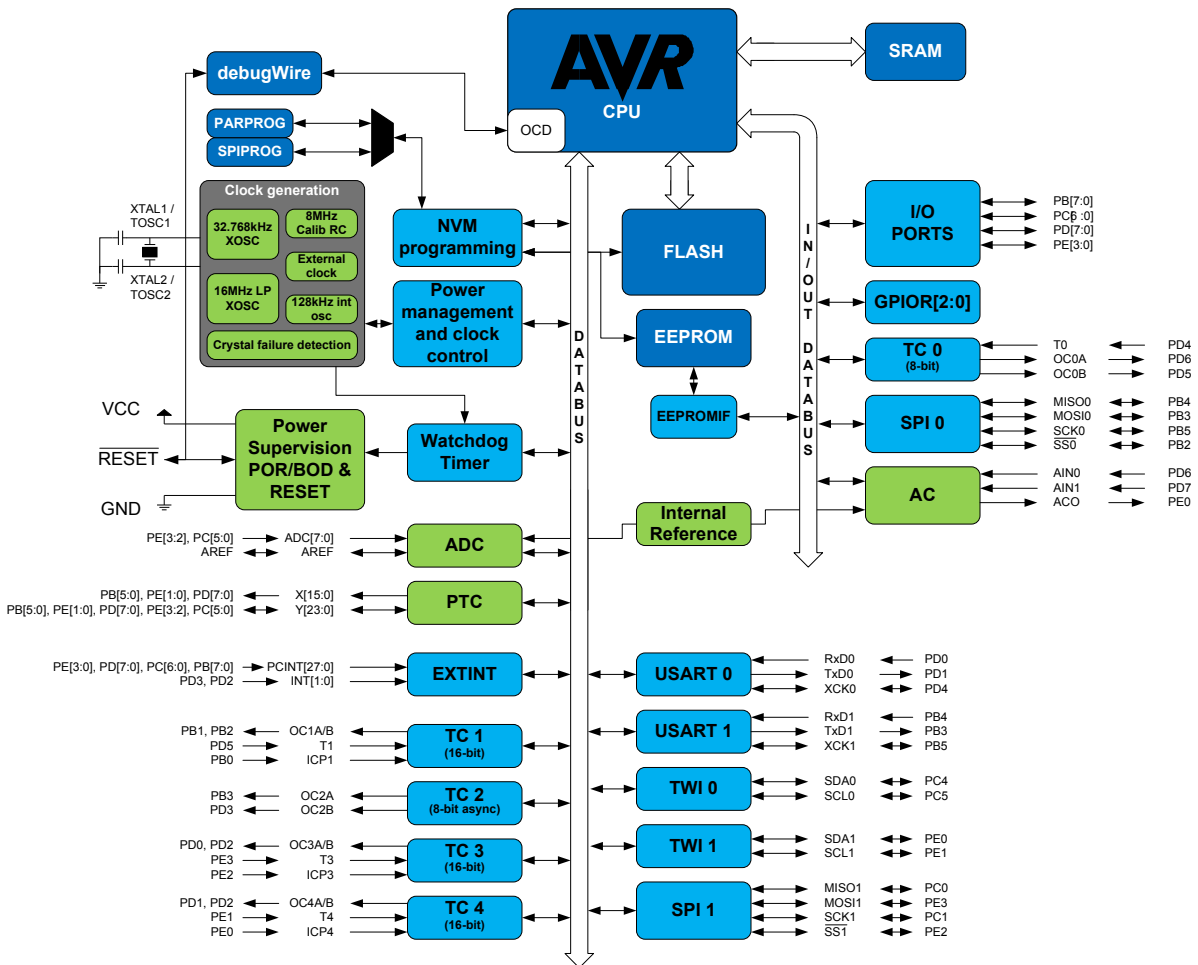 AVR
CPU
OCD
SRAM
debugWire
PARPROG
SPIPROG
Clock generation
32.768kHz
XOSC
8MHz
Calib RC
External
clock
16MHz LP
XOSC
128kHz int
osc
Crystal failure detection
XTAL1 /
TOSC1
XTAL2 /
TOSC2
NVM
programming
Power
management
and clock
control
FLASH
EEPROM
EEPROMIF
DATABUS
IN/OUT DATABUS
I/O
PORTS
PB[7:0]
PC[6:0]
PD[7:0]
PE[3:0]
GPIOR[2:0]
TC 0
(8-bit)
T0 PD4
OC0A PD6
OC0B PD5
SPI 0
MISO0 PB4
MOSI0 PB3
SCK0 PB5
SS0 PB2
AC
AIN0 PD6
AIN1 PD7
ACO PE0
VCC
RESET
GND
Power
Supervision
POR/BOD &
RESET
Watchdog
Timer
Internal
Reference
PE[3:2], PC[5:0] ADC[7:0]
AREF AREF
ADC
PB[5:0], PE[1:0], PD[7:0] X[15:0]
PB[5:0], PE[1:0], PD[7:0], PE[3:2], PC[5:0] Y[23:0]
PTC
PE[3:0], PD[7:0], PC[6:0], PB[7:0] PCINT[27:0]
PD3, PD2 INT[1:0]
EXTINT
PB1, PB2 OC1A/B
PD5 T1
PB0 ICP1
TC 1
(16-bit)
PB3 OC2A
PD3 OC2B
TC 2
(8-bit async)
PD0, PD2 OC3A/B
PE3 T3
PE2 ICP3
TC 3
(16-bit)
PD1, PD2 OC4A/B
PE1 T4
PE0 ICP4
TC 4
(16-bit)
USART 0
RxD0 PD0
TxD0 PD1
XCK0 PD4
USART 1
RxD1 PB4
TxD1 PB3
XCK1 PB5
TWI 0
SDA0 PC4
SCL0 PC5
TWI 1
SDA1 PE0
SCL1 PE1
SPI 1
MISO1 PC0
MOSI1 PE3
SCK1 PC1
SS1 PE2